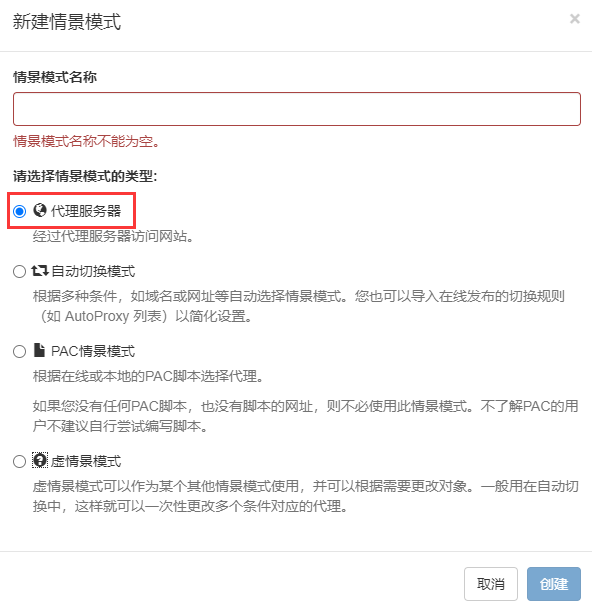 新建情景模式
×
情景模式名称
情景模式名称不能为空。
请选择情景模式的类型:
代理服务器
经过代理服务器访问网站。
自动切换模式
根据多种条件，如域名或网址等自动选择情景模式。您也可以导入在线发布的切换规则
（如 AutoProxy 列表）以简化设置。
PAC情景模式
根据在线或本地的PAC脚本选择代理。
如果您没有任何PAC脚本，也没有脚本的网址，则不必使用此情景模式。不了解PAC的用
户不建议自行尝试编写脚本。
虚情景模式
虚情景模式可以作为某个其他情景模式使用，并可以根据需要更改对象。一般用在自动切
换中，这样就可以一次性更改多个条件对应的代理。
取消
创建